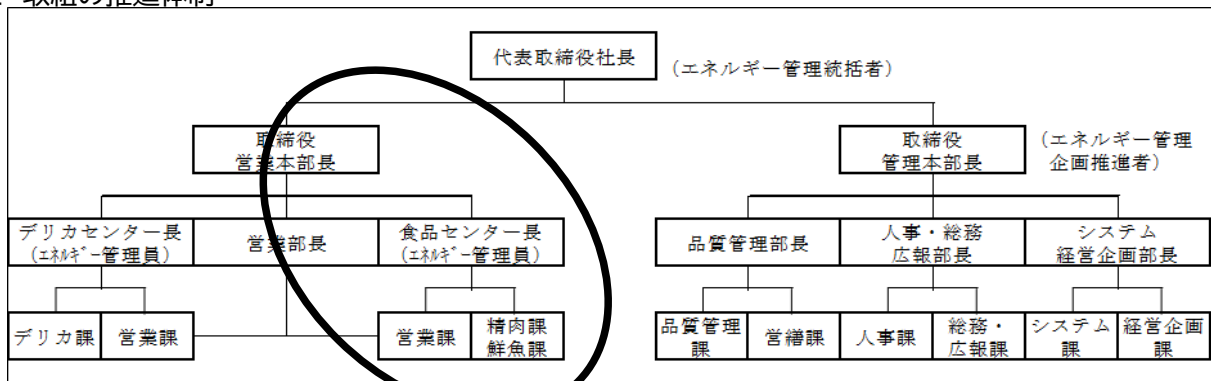 代表取締役社長
(エネルギー管理統括者)
取締役
営業本部長
取締役
管理本部長
(エネルギー管理
企画推進者)
デリカセンター長
(ｴﾈﾙｷﾞｰ管理員)
営業部長
食品センター長
(ｴﾈﾙｷﾞｰ管理員)
品質管理部長
人事・総務
広報部長
システム
経営企画部長
デリカ課
営業課
営業課
精肉課
鮮魚課
品質管理
課
営繕課
人事課
総務・
広報課
システム
課
経営企画
課